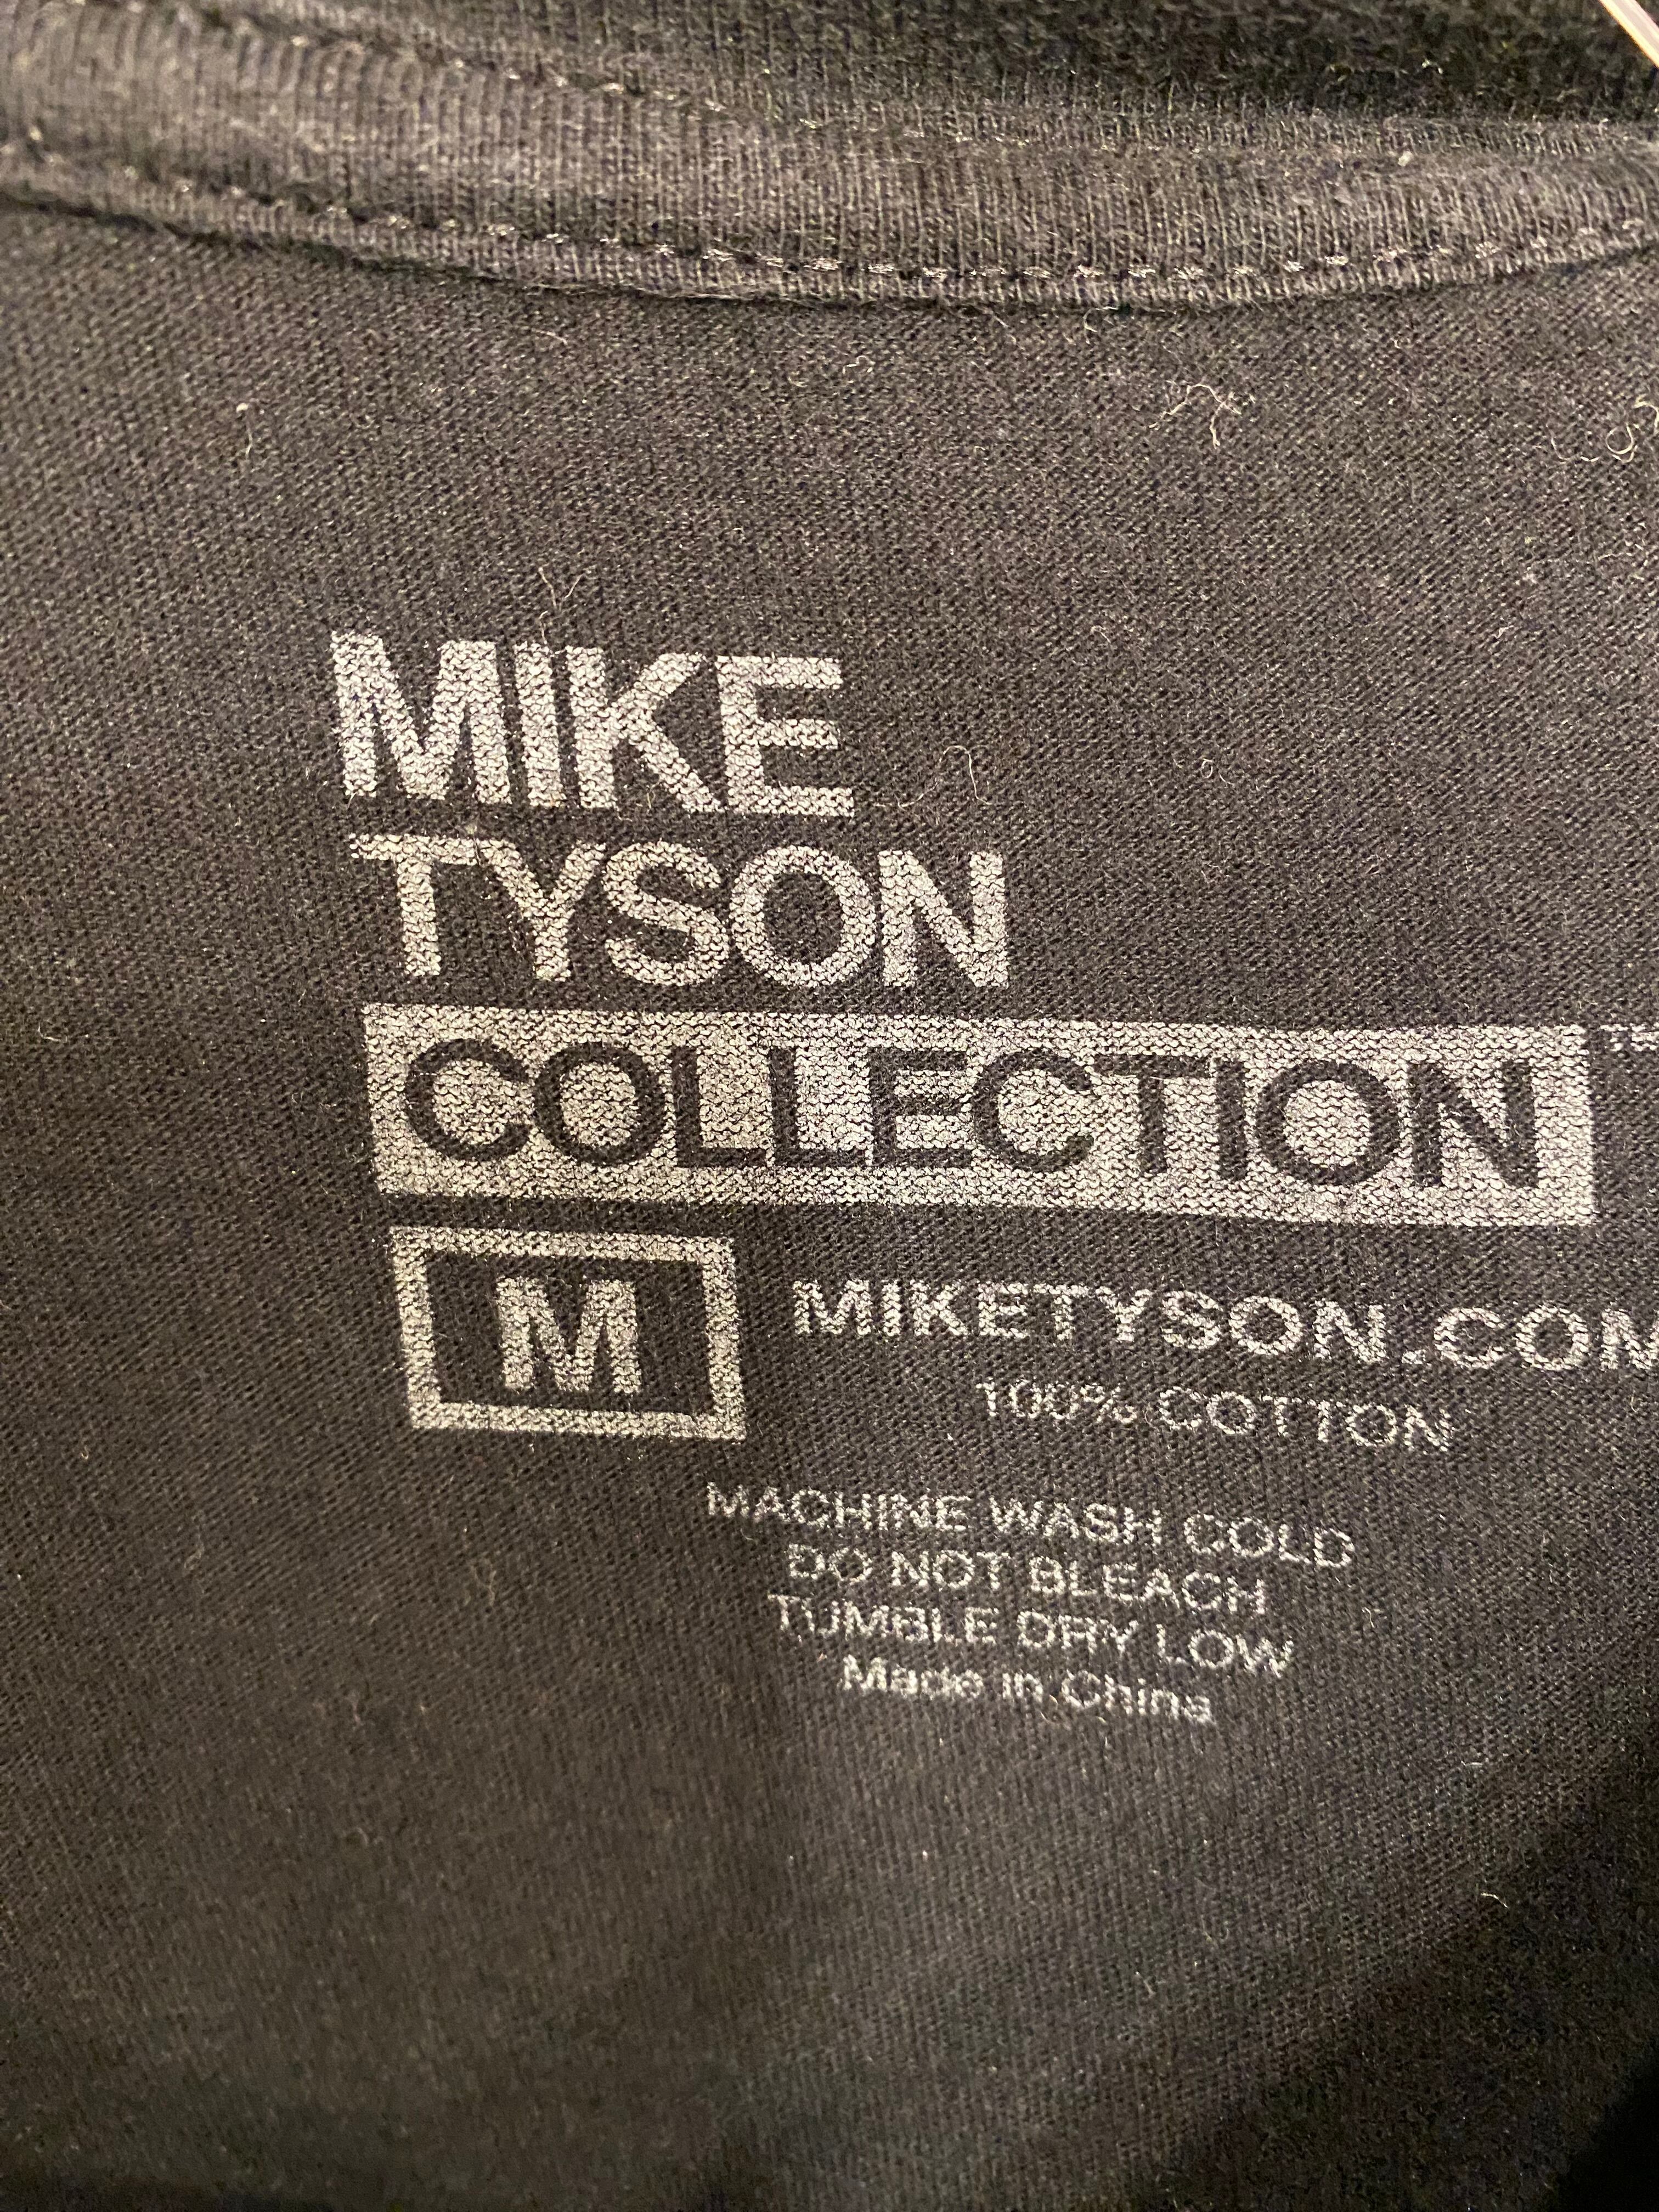 MIKE
TYSON
COLLECTION
M
MIKETYSON.COM
100% COTTON
MACHINE WASH COLD
DO NOT BLEACH
TUMBLE DRY LOW
Made in China